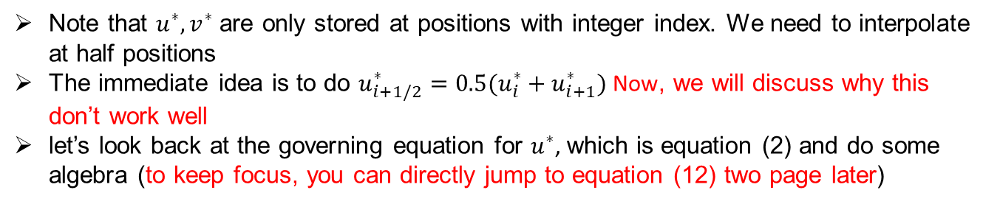 ➢ Note that 𝑢*, 𝑣* are only stored at positions with integer index. We need to interpolate
at half positions
➢ The immediate idea is to do 𝑢*ᵢ₊₁/₂ = 0.5(𝑢*ᵢ + 𝑢*ᵢ₊₁) Now, we will discuss why this
don't work well
➢ let's look back at the governing equation for 𝑢*, which is equation (2) and do some
algebra (to keep focus, you can directly jump to equation (12) two page later)